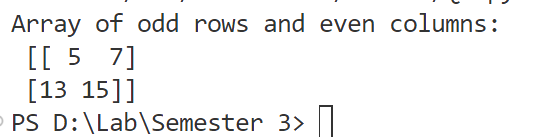 Array of odd rows and even columns:
 [[ 5  7]
 [13 15]]
PS D:\Lab\Semester 3>